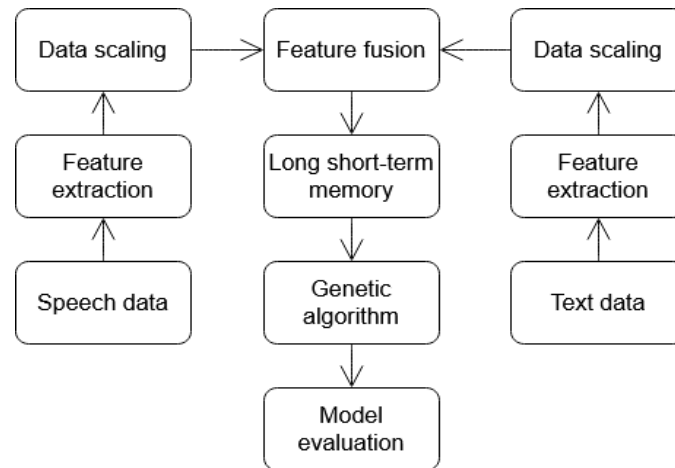 Data scaling
Feature fusion
Data scaling
Feature
extraction
Long short-term
memory
Feature
extraction
Speech data
Genetic
algorithm
Text data
Model
evaluation